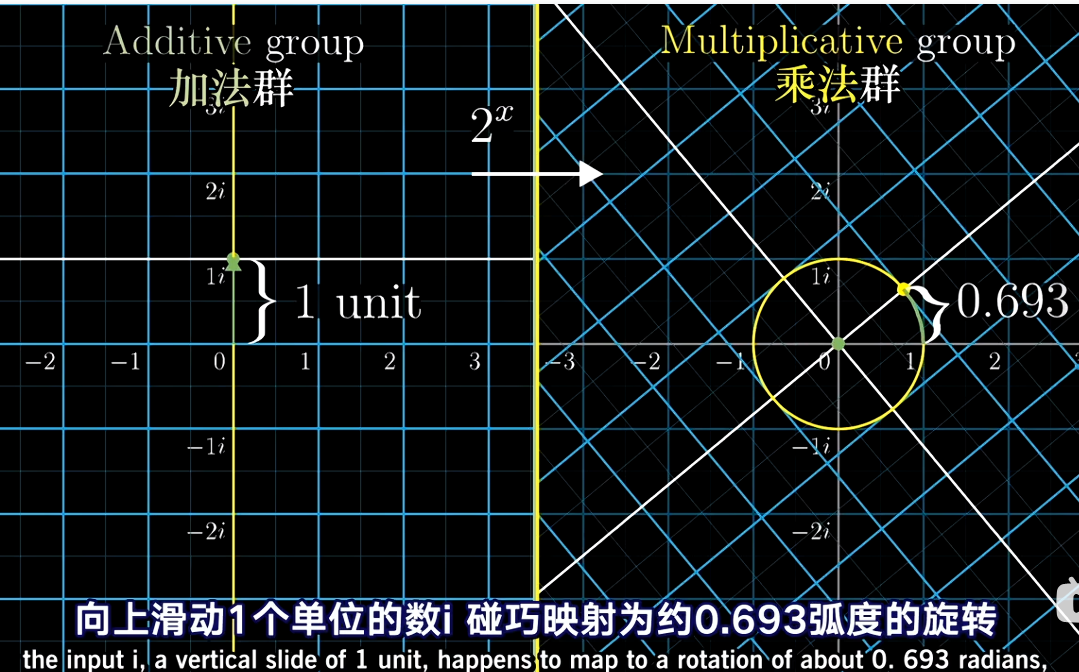 Additive group
加法群
Multiplicative group
乘法群
2^x
3i
2i
1i
1 unit
−2 −1 0 1 2 3
−1i
−2i
3i
2i
1i
0.693
−3 −2 −1 0 1 2
−1i
−2i
向上滑动1个单位的数i 碰巧映射为约0.693弧度的旋转
the input i, a vertical slide of 1 unit, happens to map to a rotation of about 0. 693 radians,